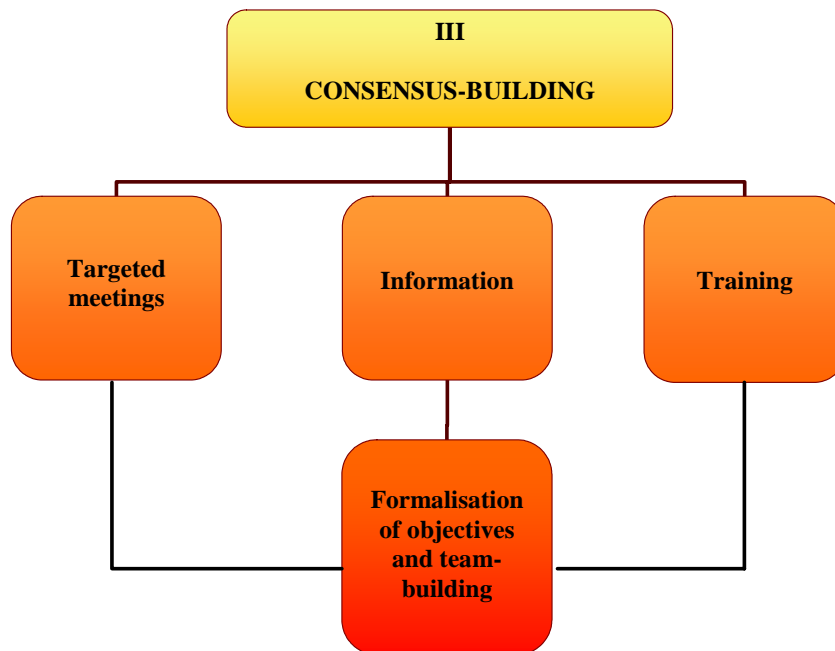 III
CONSENSUS-BUILDING
Targeted
meetings
Information
Training
Formalisation
of objectives
and team-
building